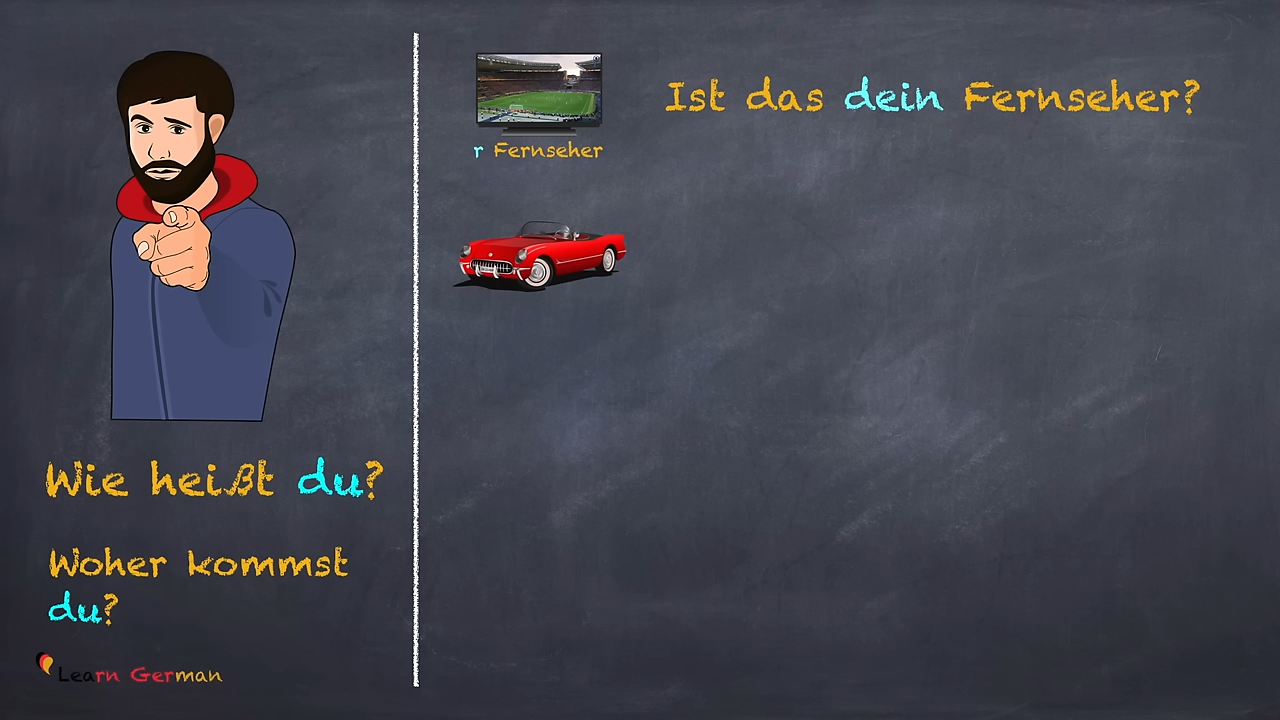 Ist das dein Fernseher?
r Fernseher
Wie heißt du?
Woher kommst
du?
Learn German